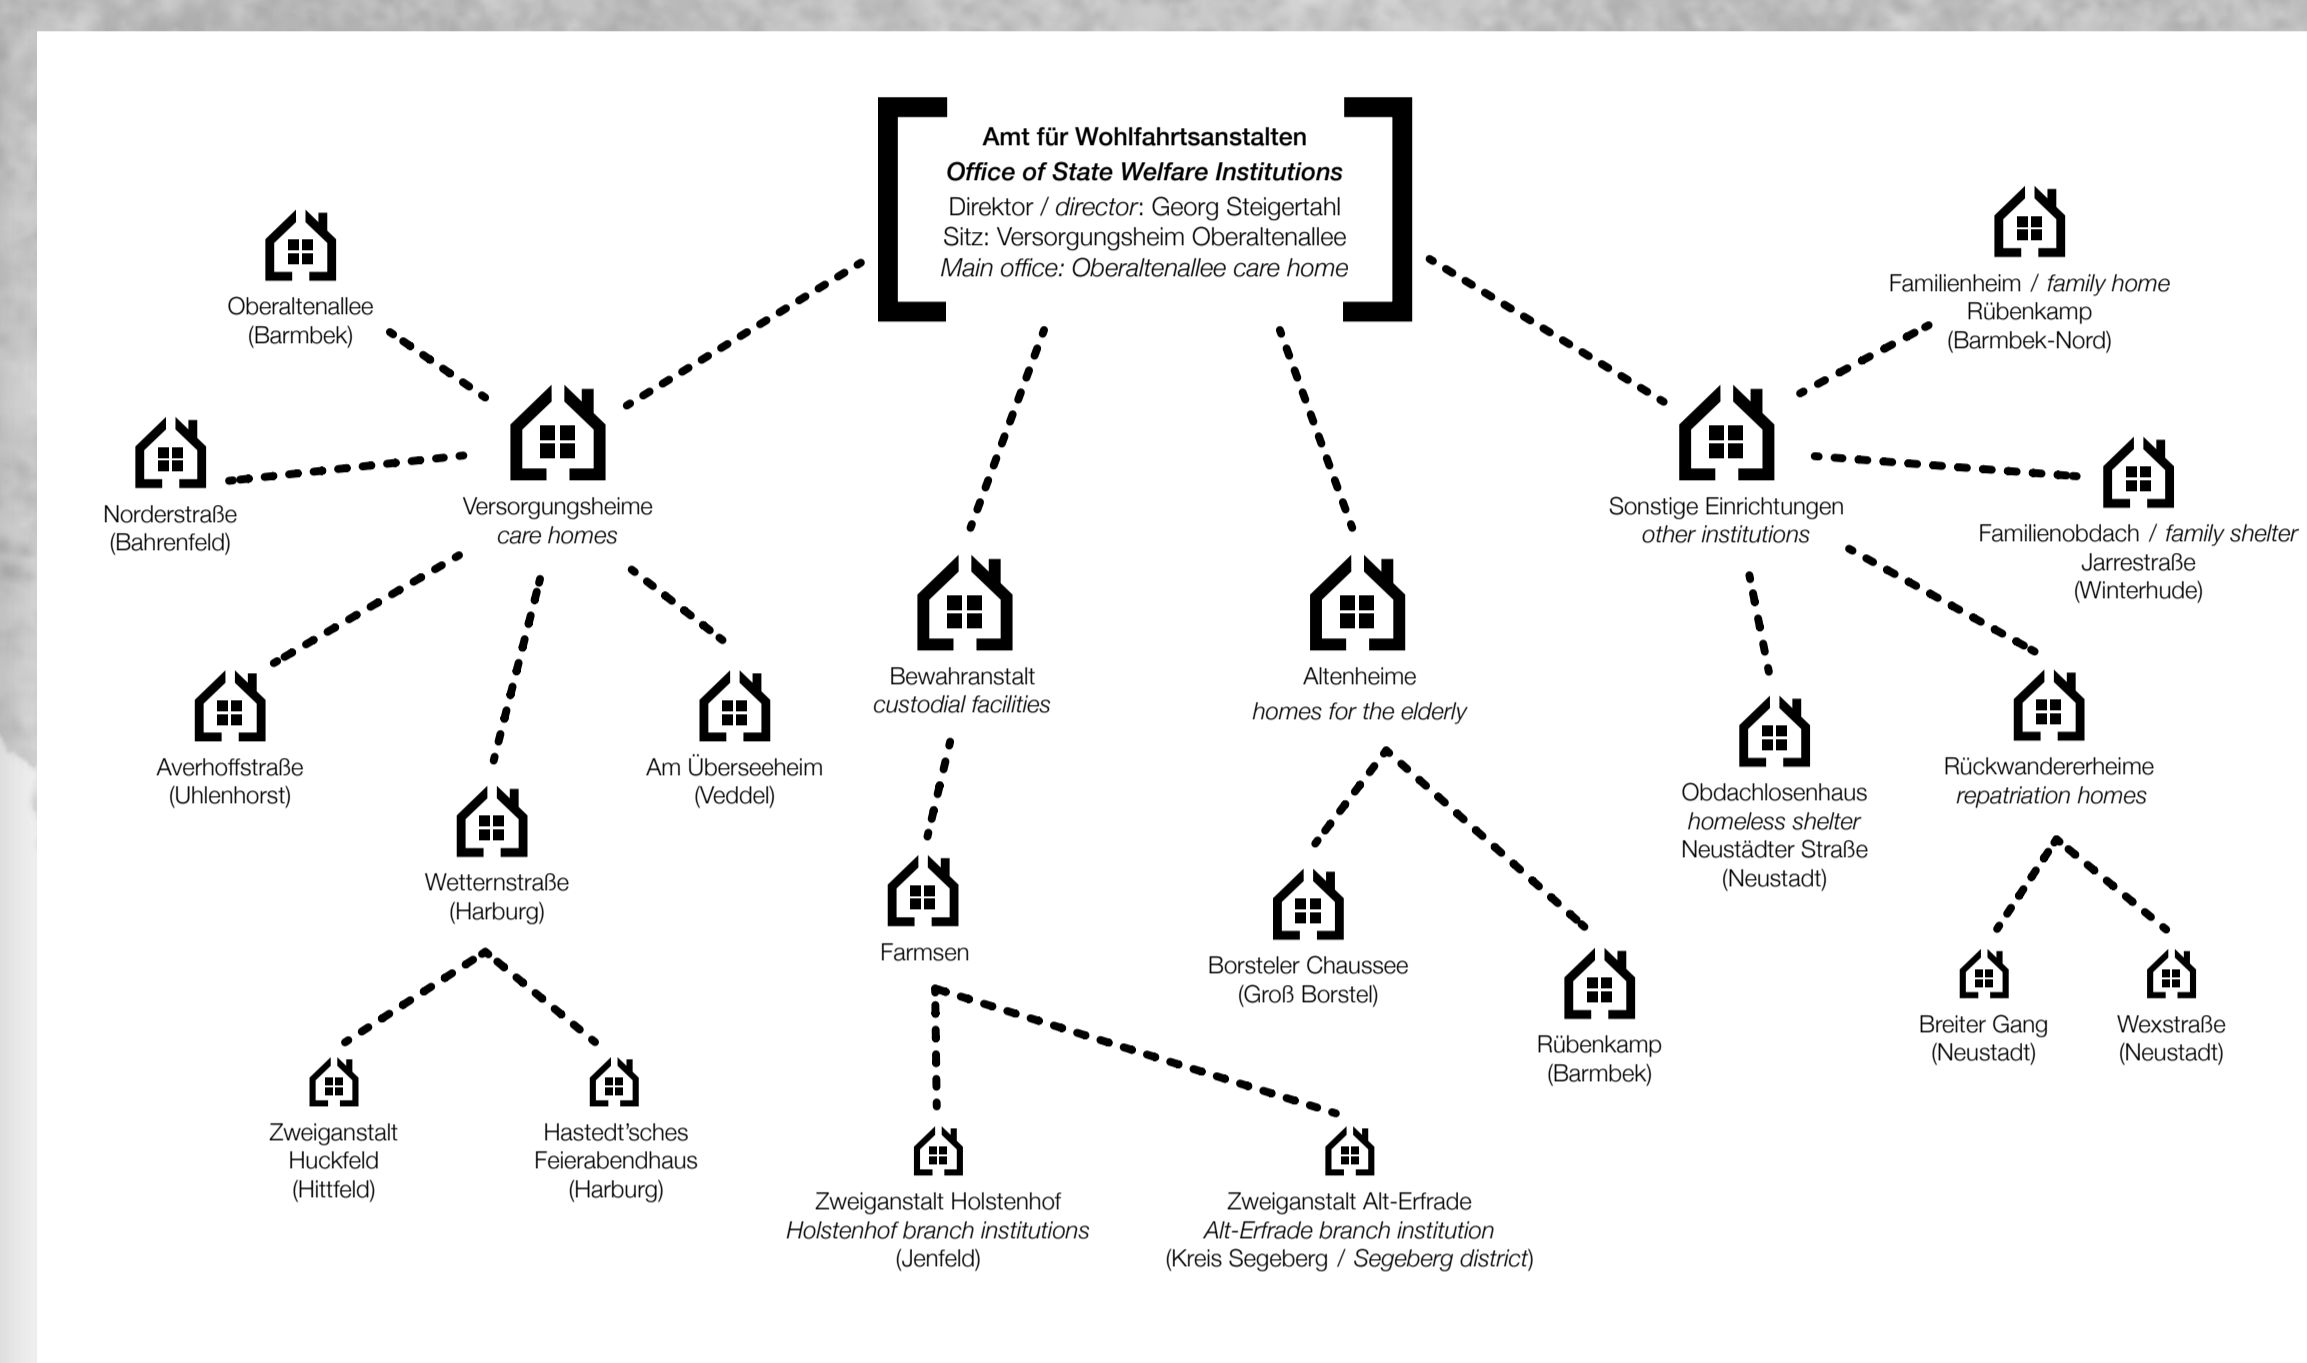 Amt für Wohlfahrtsanstalten
Office of State Welfare Institutions
Direktor / director: Georg Steigertahl
Sitz: Versorgungsheim Oberaltenallee
Main office: Oberaltenallee care home
Oberaltenallee
(Barmbek)
Norderstraße
(Bahrenfeld)
Versorgungsheime
care homes
Averhoffstraße
(Uhlenhorst)
Am Überseeheim
(Veddel)
Wetternstraße
(Harburg)
Zweiganstalt
Huckfeld
(Hittfeld)
Hastedt’sches
Feierabendhaus
(Harburg)
Bewahranstalt
custodial facilities
Farmsen
Zweiganstalt Holstenhof
Holstenhof branch institutions
(Jenfeld)
Zweiganstalt Alt-Erfrade
Alt-Erfrade branch institution
(Kreis Segeberg / Segeberg district)
Altenheime
homes for the elderly
Borsteler Chaussee
(Groß Borstel)
Rübenkamp
(Barmbek)
Sonstige Einrichtungen
other institutions
Familienheim / family home
Rübenkamp
(Barmbek-Nord)
Familienobdach / family shelter
Jarrestraße
(Winterhude)
Obdachlosenhaus
homeless shelter
Neustädter Straße
(Neustadt)
Rückwandererheime
repatriation homes
Breiter Gang
(Neustadt)
Wexstraße
(Neustadt)